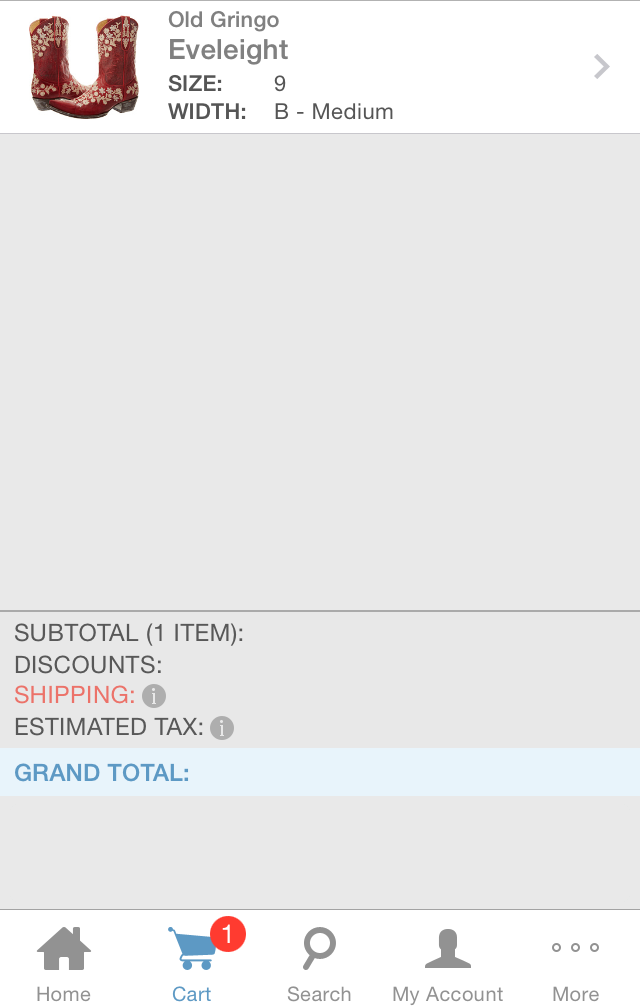 Old Gringo
Eveleight
SIZE: 9
WIDTH: B - Medium
SUBTOTAL (1 ITEM):
DISCOUNTS:
SHIPPING: i
ESTIMATED TAX: i
GRAND TOTAL:
1
Home Cart Search My Account More